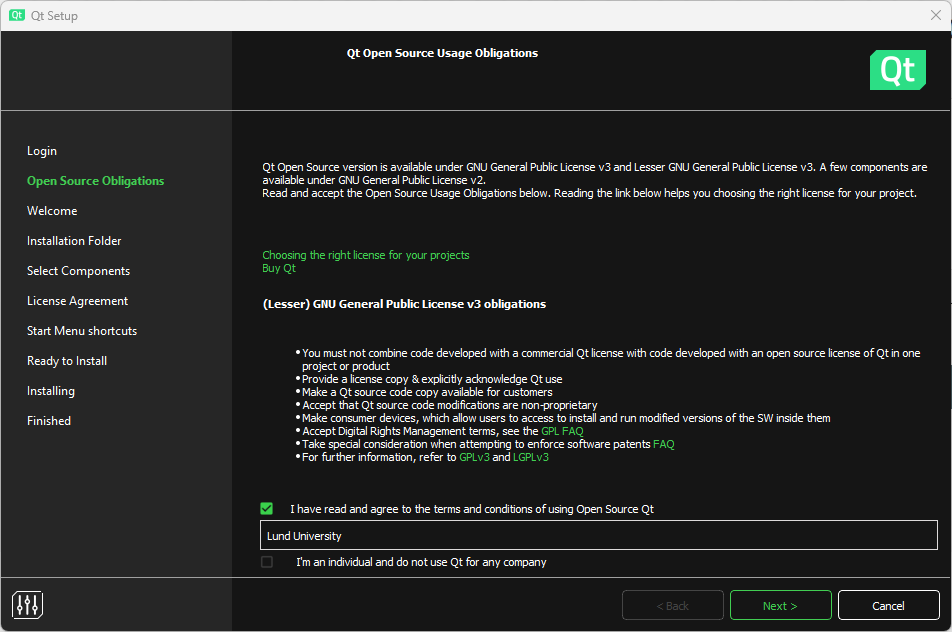 Qt Qt Setup
Qt Open Source Usage Obligations
Qt
Login
Open Source Obligations
Welcome
Installation Folder
Select Components
License Agreement
Start Menu shortcuts
Ready to Install
Installing
Finished
Qt Open Source version is available under GNU General Public License v3 and Lesser GNU General Public License v3. A few components are
available under GNU General Public License v2.
Read and accept the Open Source Usage Obligations below. Reading the link below helps you choosing the right license for your project.
Choosing the right license for your projects
Buy Qt
(Lesser) GNU General Public License v3 obligations
•You must not combine code developed with a commercial Qt license with code developed with an open source license of Qt in one
project or product
•Provide a license copy & explicitly acknowledge Qt use
•Make a Qt source code copy available for customers
•Accept that Qt source code modifications are non-proprietary
•Make consumer devices, which allow users to access to install and run modified versions of the SW inside them
•Accept Digital Rights Management terms, see the GPL FAQ
•Take special consideration when attempting to enforce software patents FAQ
•For further information, refer to GPLv3 and LGPLv3
I have read and agree to the terms and conditions of using Open Source Qt
Lund University
I'm an individual and do not use Qt for any company
< Back
Next >
Cancel